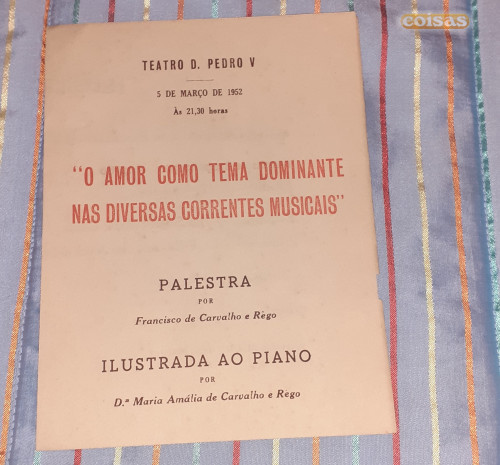 coisas
TEATRO D. PEDRO V
5 DE MARÇO DE 1952
Às 21,30 horas
"O AMOR COMO TEMA DOMINANTE
NAS DIVERSAS CORRENTES MUSICAIS"
PALESTRA
POR
Francisco de Carvalho e Rêgo
ILUSTRADA AO PIANO
POR
D.ª Maria Amália de Carvalho e Rego